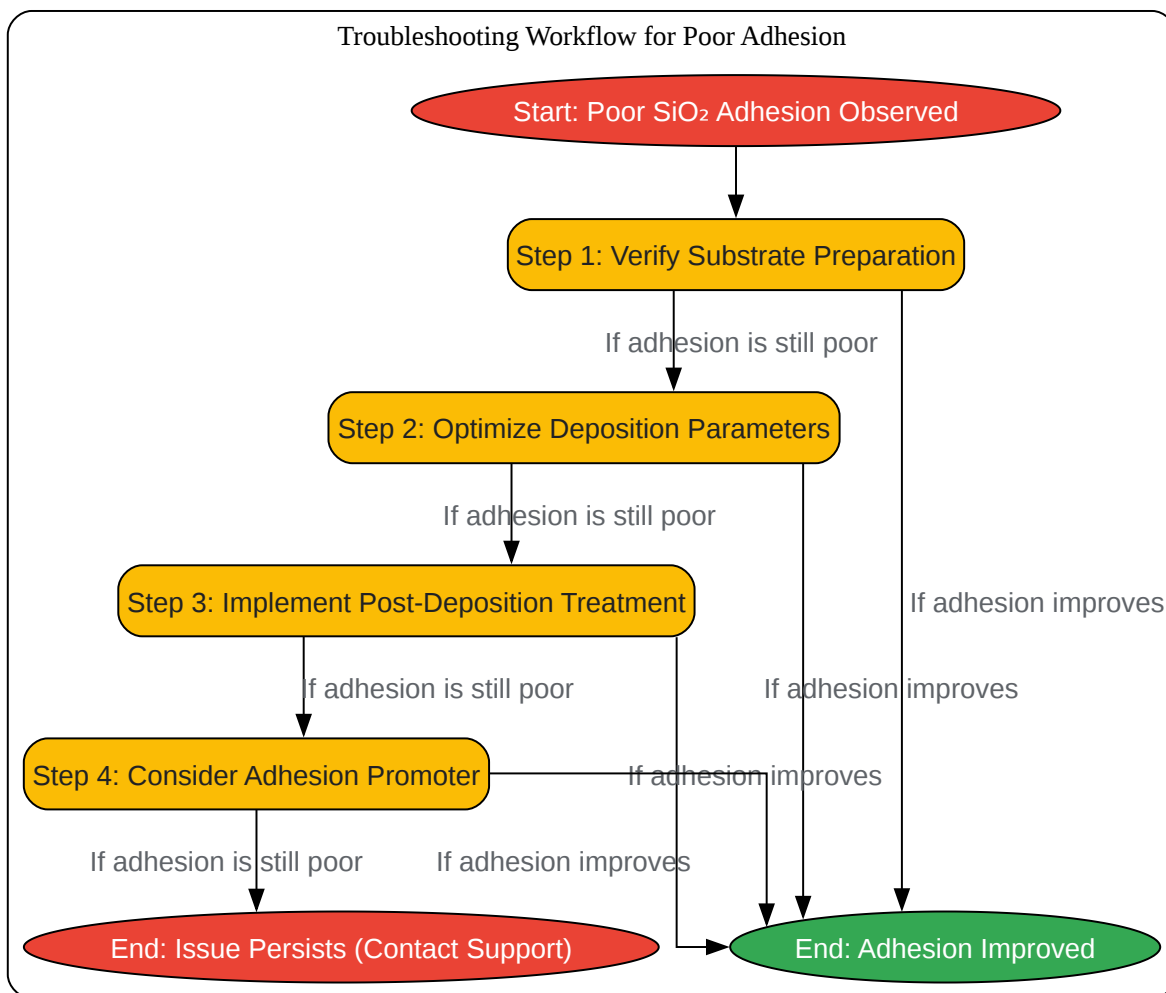 Troubleshooting Workflow for Poor Adhesion
Start: Poor SiO₂ Adhesion Observed
Step 1: Verify Substrate Preparation
If adhesion is still poor
Step 2: Optimize Deposition Parameters
If adhesion is still poor
Step 3: Implement Post-Deposition Treatment
If adhesion improves
If adhesion is still poor
If adhesion improves
Step 4: Consider Adhesion Promoter
If adhesion improves
If adhesion is still poor
If adhesion improves
End: Issue Persists (Contact Support)
End: Adhesion Improved